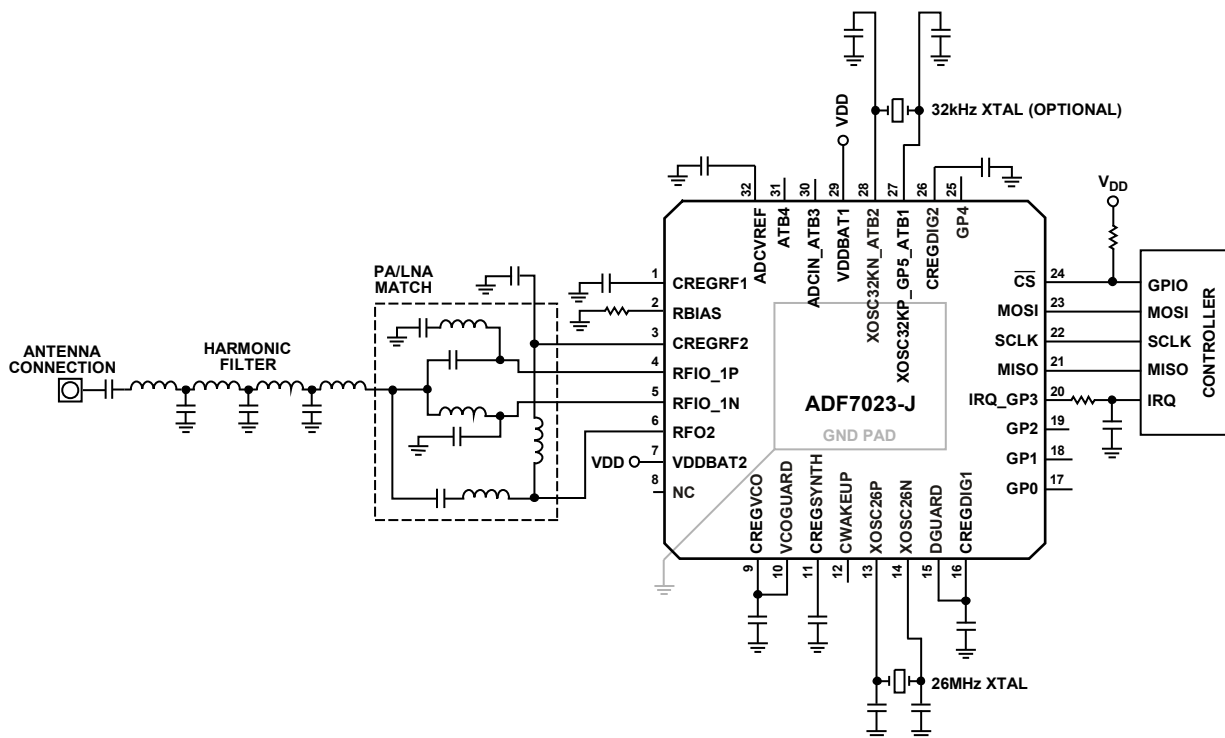 32kHz XTAL (OPTIONAL)
VDD
32
31
30
29
28
27
26
25
ADCVREF
ATB4
ADCIN_ATB3
VDDBAT1
XOSC32KN_ATB2
XOSC32KP_GP5_ATB1
CREGDIG2
GP4
VDD
PA/LNA
MATCH
ANTENNA
CONNECTION
HARMONIC
FILTER
1 CREGRF1
2 RBIAS
3 CREGRF2
4 RFIO_1P
5 RFIO_1N
6 RFO2
VDD 7 VDDBAT2
8 NC
ADF7023-J
GND PAD
CS 24 GPIO
MOSI 23 MOSI
SCLK 22 SCLK
MISO 21 MISO
IRQ_GP3 20 IRQ
GP2 19
GP1 18
GP0 17
CONTROLLER
CREGVCO
VCOGUARD
CREGSYNTH
CWAKEUP
XOSC26P
XOSC26N
DGUARD
CREGDIG1
9
10
11
12
13
14
15
16
26MHz XTAL